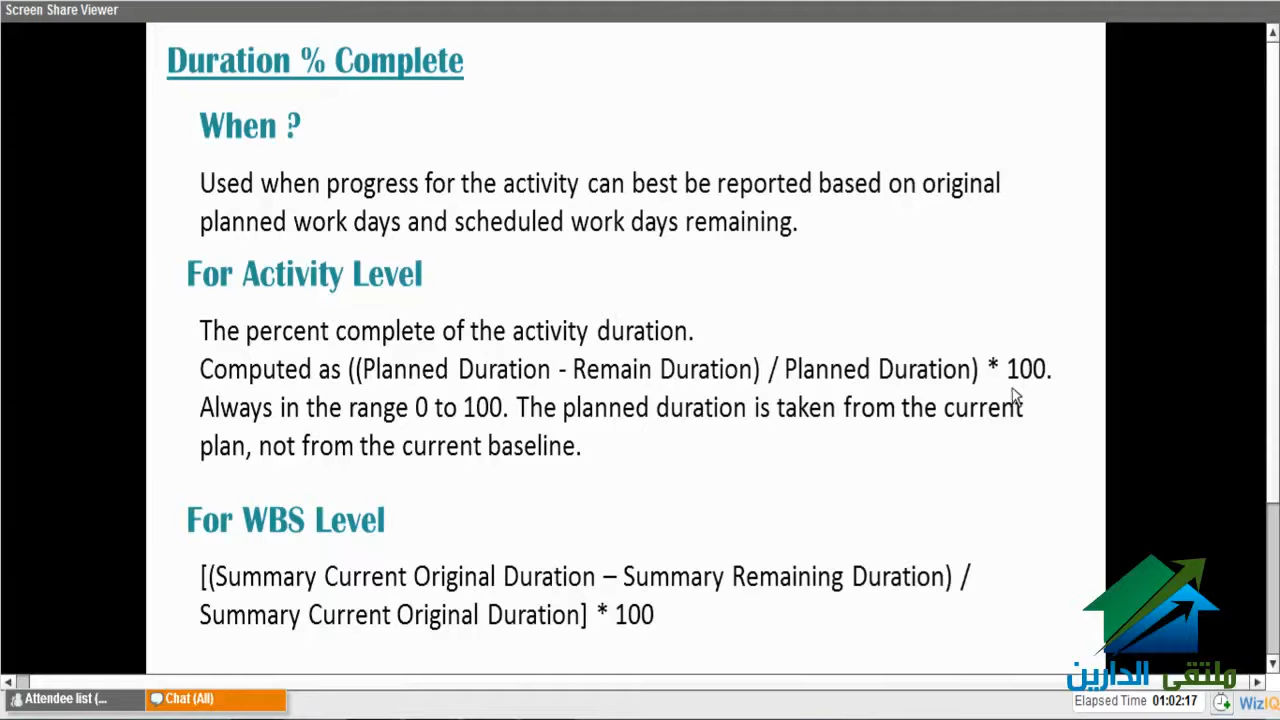 Screen Share Viewer
Duration % Complete
When ?
Used when progress for the activity can best be reported based on original
planned work days and scheduled work days remaining.
For Activity Level
The percent complete of the activity duration.
Computed as ((Planned Duration - Remain Duration) / Planned Duration) * 100.
Always in the range 0 to 100. The planned duration is taken from the current
plan, not from the current baseline.
For WBS Level
[(Summary Current Original Duration – Summary Remaining Duration) /
Summary Current Original Duration] * 100
ملتقى الدارين
Attendee list (...
Chat (All)
Elapsed Time 01:02:17
WizIQ